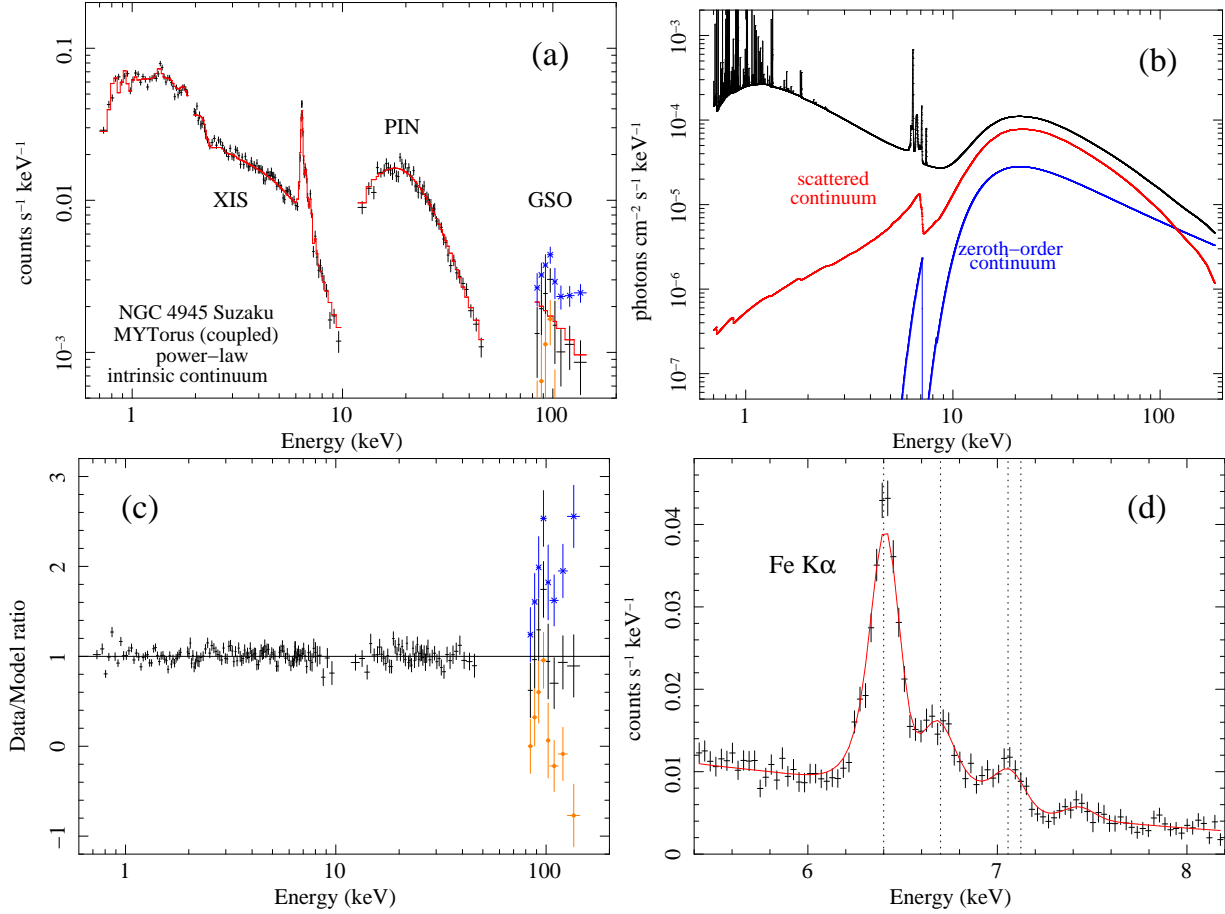 (a)
0.1
0.01
10⁻³
counts s⁻¹ keV⁻¹
XIS
PIN
GSO
NGC 4945 Suzaku
MYTorus (coupled)
power−law
intrinsic continuum
1
10
100
Energy (keV)
(b)
10⁻³
10⁻⁴
10⁻⁵
10⁻⁶
10⁻⁷
photons cm⁻² s⁻¹ keV⁻¹
scattered
continuum
zeroth−order
continuum
1
10
100
Energy (keV)
(c)
3
2
1
0
−1
Data/Model ratio
1
10
100
Energy (keV)
(d)
0.04
0.03
0.02
0.01
0
counts s⁻¹ keV⁻¹
Fe Kα
6
7
8
Energy (keV)